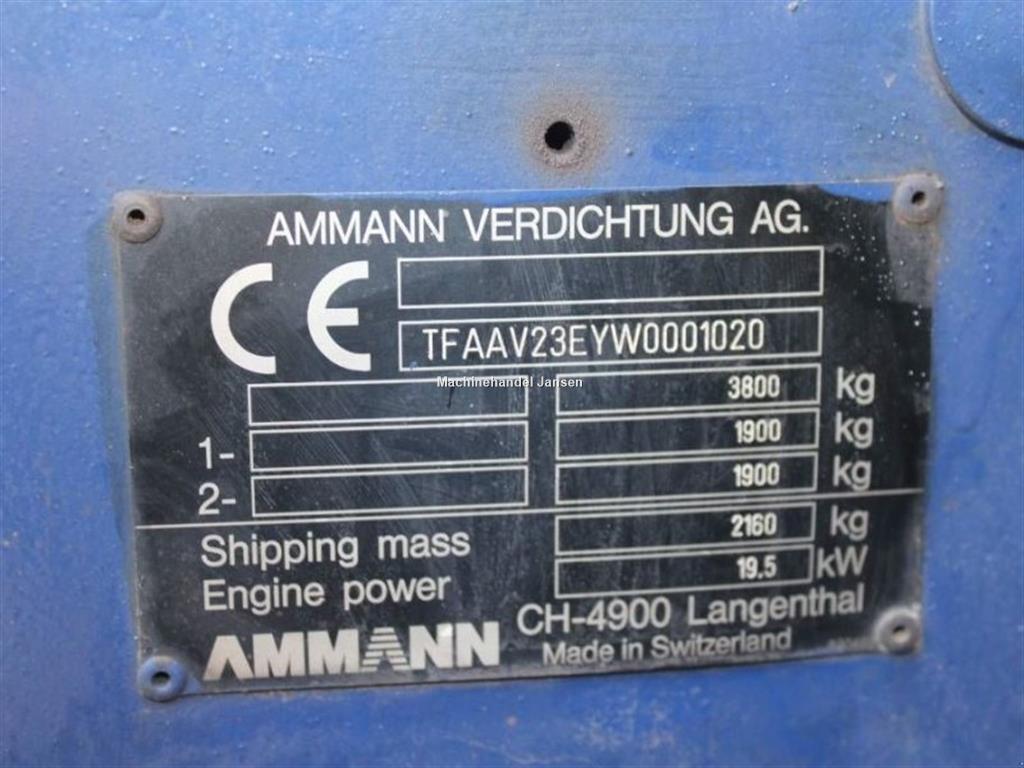 AMMANN VERDICHTUNG AG.
CE
TFAAV23EYW0001020
Machinehandel Jansen
3800 kg
1- 1900 kg
2- 1900 kg
Shipping mass 2160 kg
Engine power 19.5 kW
AMMANN CH-4900 Langenthal
Made in Switzerland